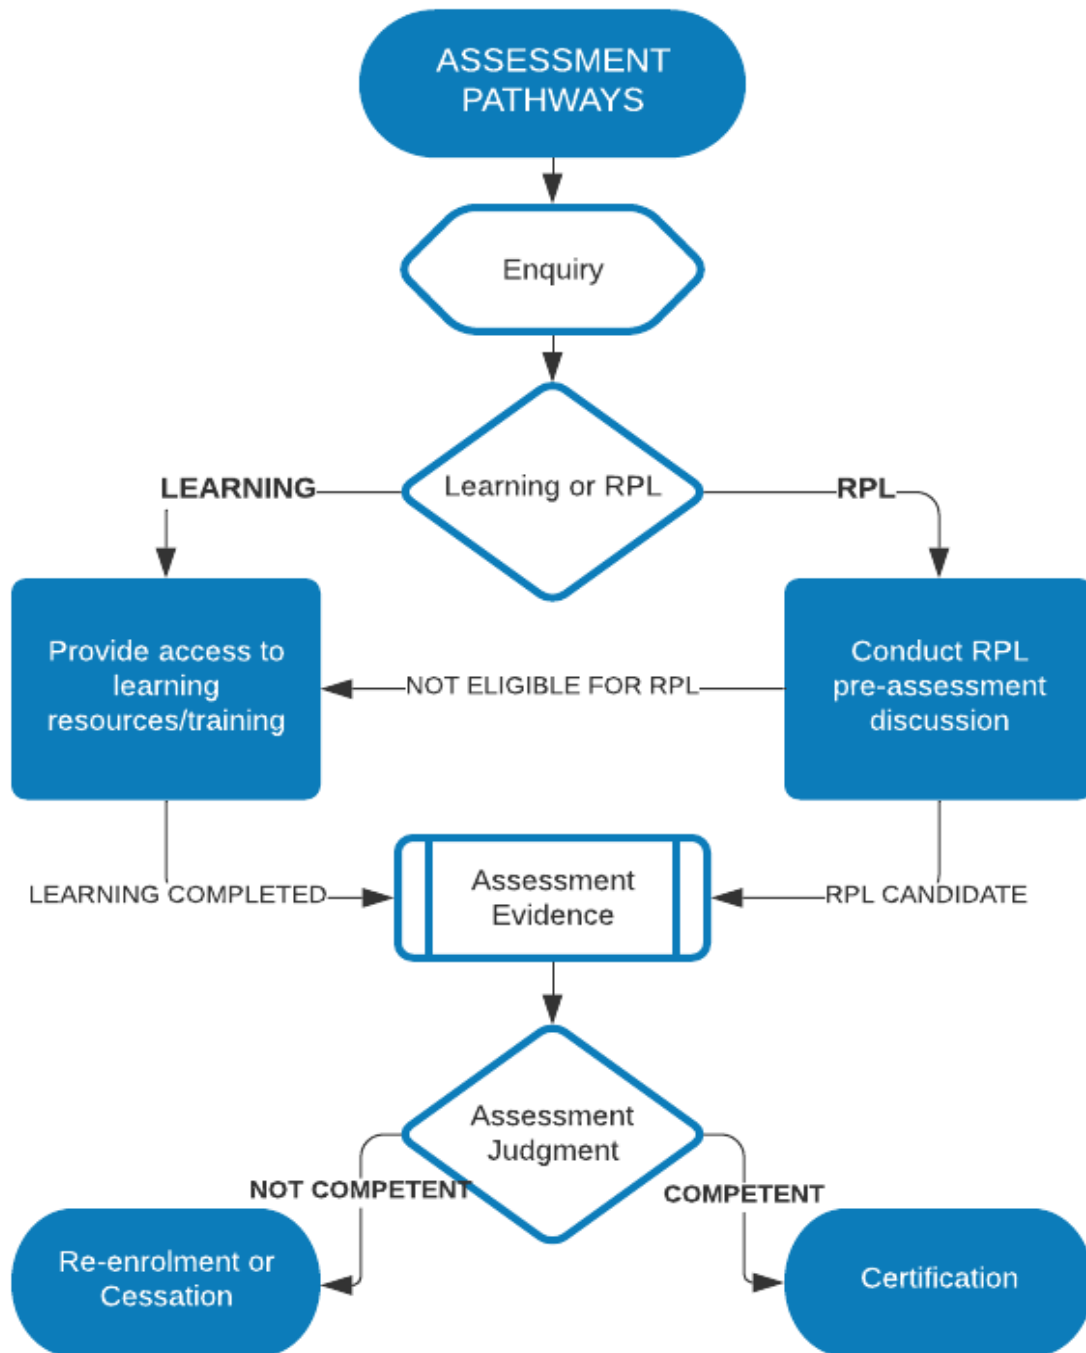 ASSESSMENT
PATHWAYS
Enquiry
Learning or RPL
LEARNING
RPL
Provide access to
learning
resources/training
NOT ELIGIBLE FOR RPL
Conduct RPL
pre-assessment
discussion
LEARNING COMPLETED
Assessment
Evidence
RPL CANDIDATE
Assessment
Judgment
NOT COMPETENT
COMPETENT
Re-enrolment or
Cessation
Certification